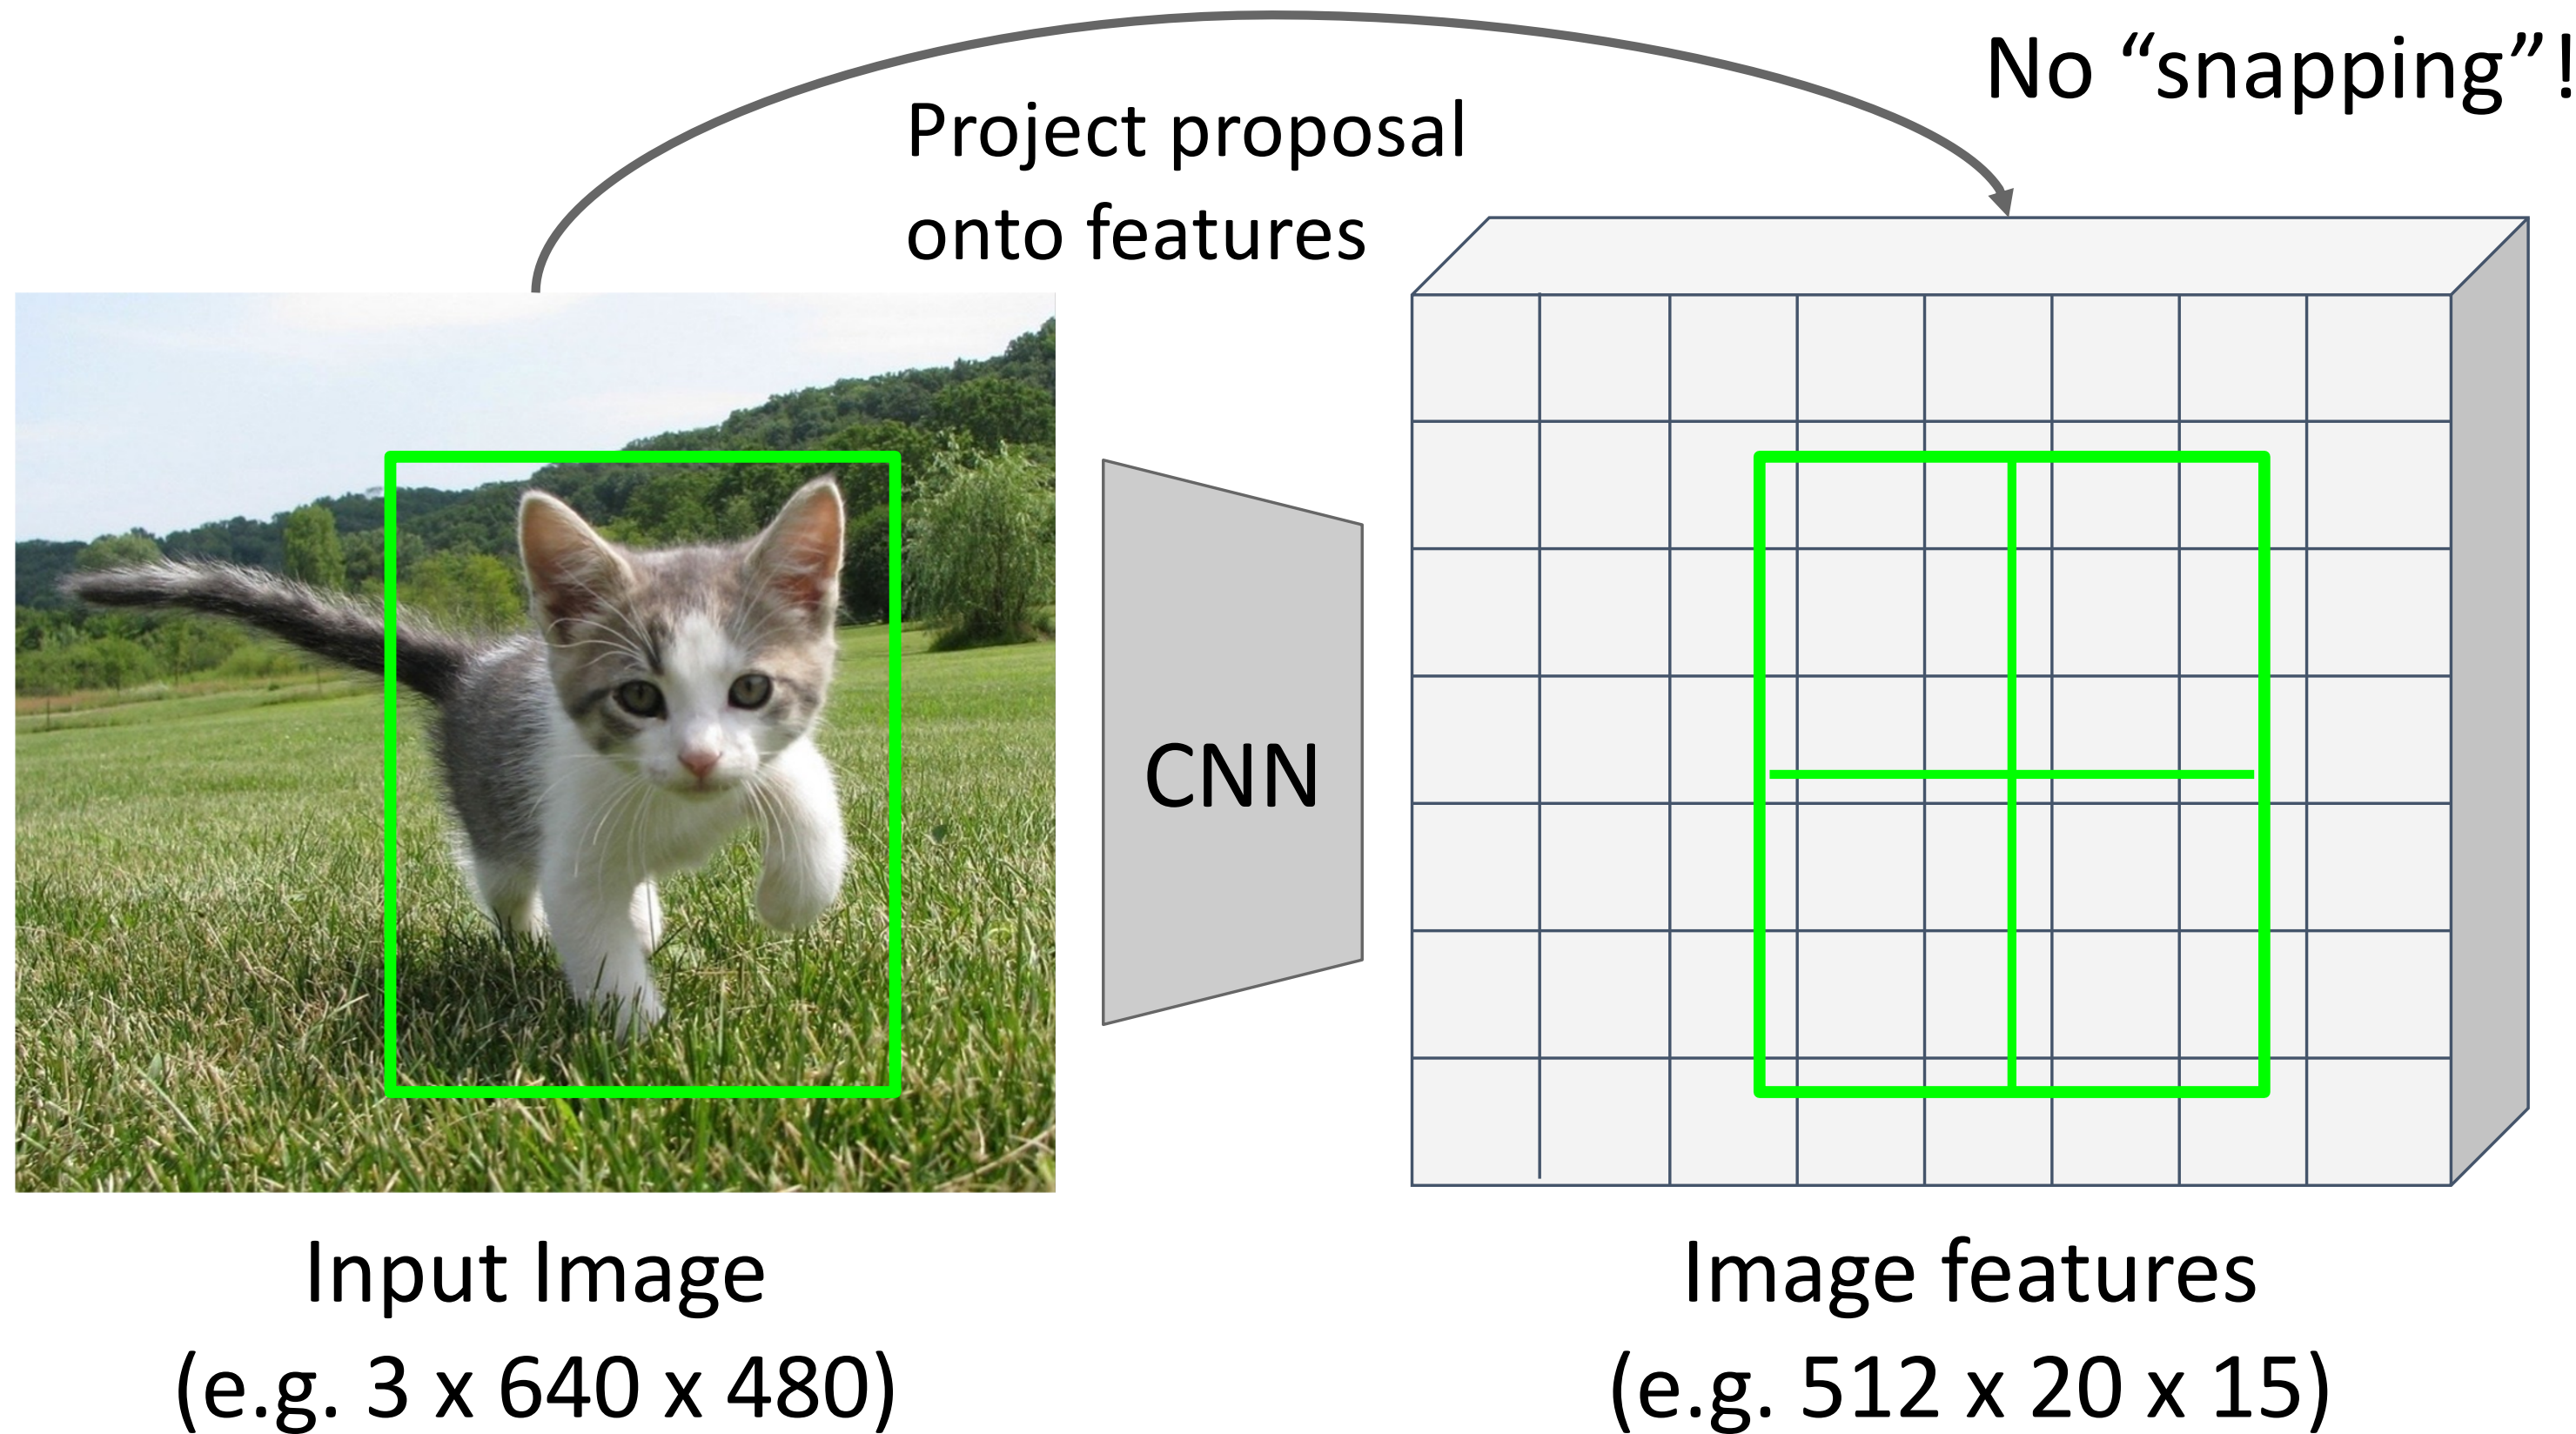 No “snapping”!
Project proposal
onto features
CNN
Input Image
(e.g. 3 x 640 x 480)
Image features
(e.g. 512 x 20 x 15)